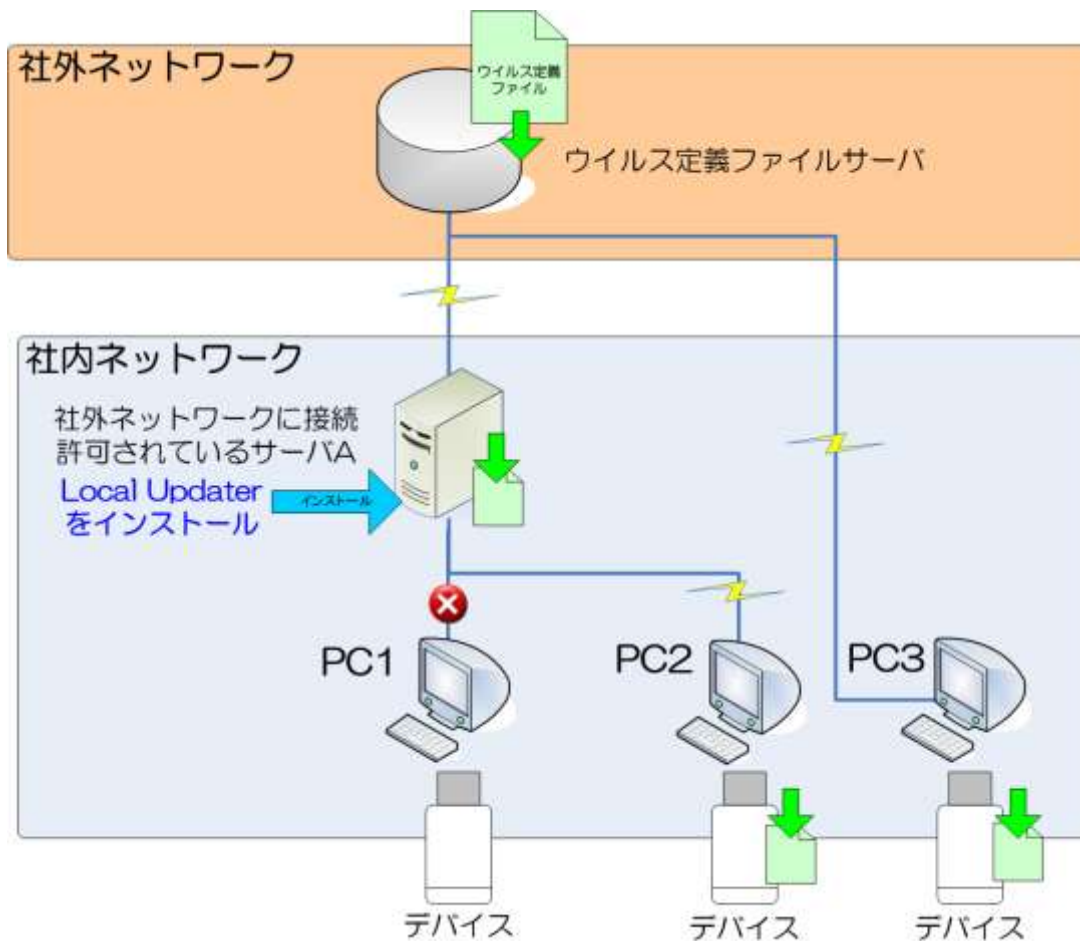 社外ネットワーク
ウイルス定義
ファイル
ウイルス定義ファイルサーバ
社内ネットワーク
社外ネットワークに接続
許可されているサーバA
Local Updater
をインストール
インストール
PC1
PC2
PC3
デバイス
デバイス
デバイス